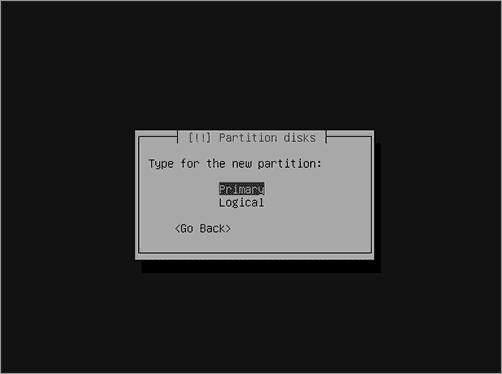 [!!] Partition disks
Type for the new partition:
Primary
Logical
<Go Back>